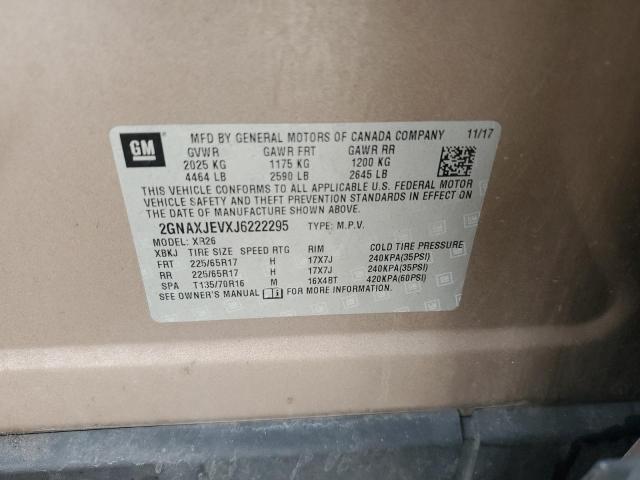 GM
MFD BY GENERAL MOTORS OF CANADA COMPANY 11/17
GVWR GAWR FRT GAWR RR
2025 KG 1175 KG 1200 KG
4464 LB 2590 LB 2645 LB
THIS VEHICLE CONFORMS TO ALL APPLICABLE U.S. FEDERAL MOTOR
VEHICLE SAFETY AND THEFT PREVENTION STANDARDS IN EFFECT ON
THE DATE OF MANUFACTURE SHOWN ABOVE.
2GNAXJEVXJ6222295 TYPE: M.P.V.
MODEL: XR26
XBKJ TIRE SIZE SPEED RTG RIM COLD TIRE PRESSURE
FRT 225/65R17 H 17X7J 240KPA(35PSI)
RR 225/65R17 H 17X7J 240KPA(35PSI)
SPA T135/70R16 M 16X4BT 420KPA(60PSI)
SEE OWNER'S MANUAL FOR MORE INFORMATION.